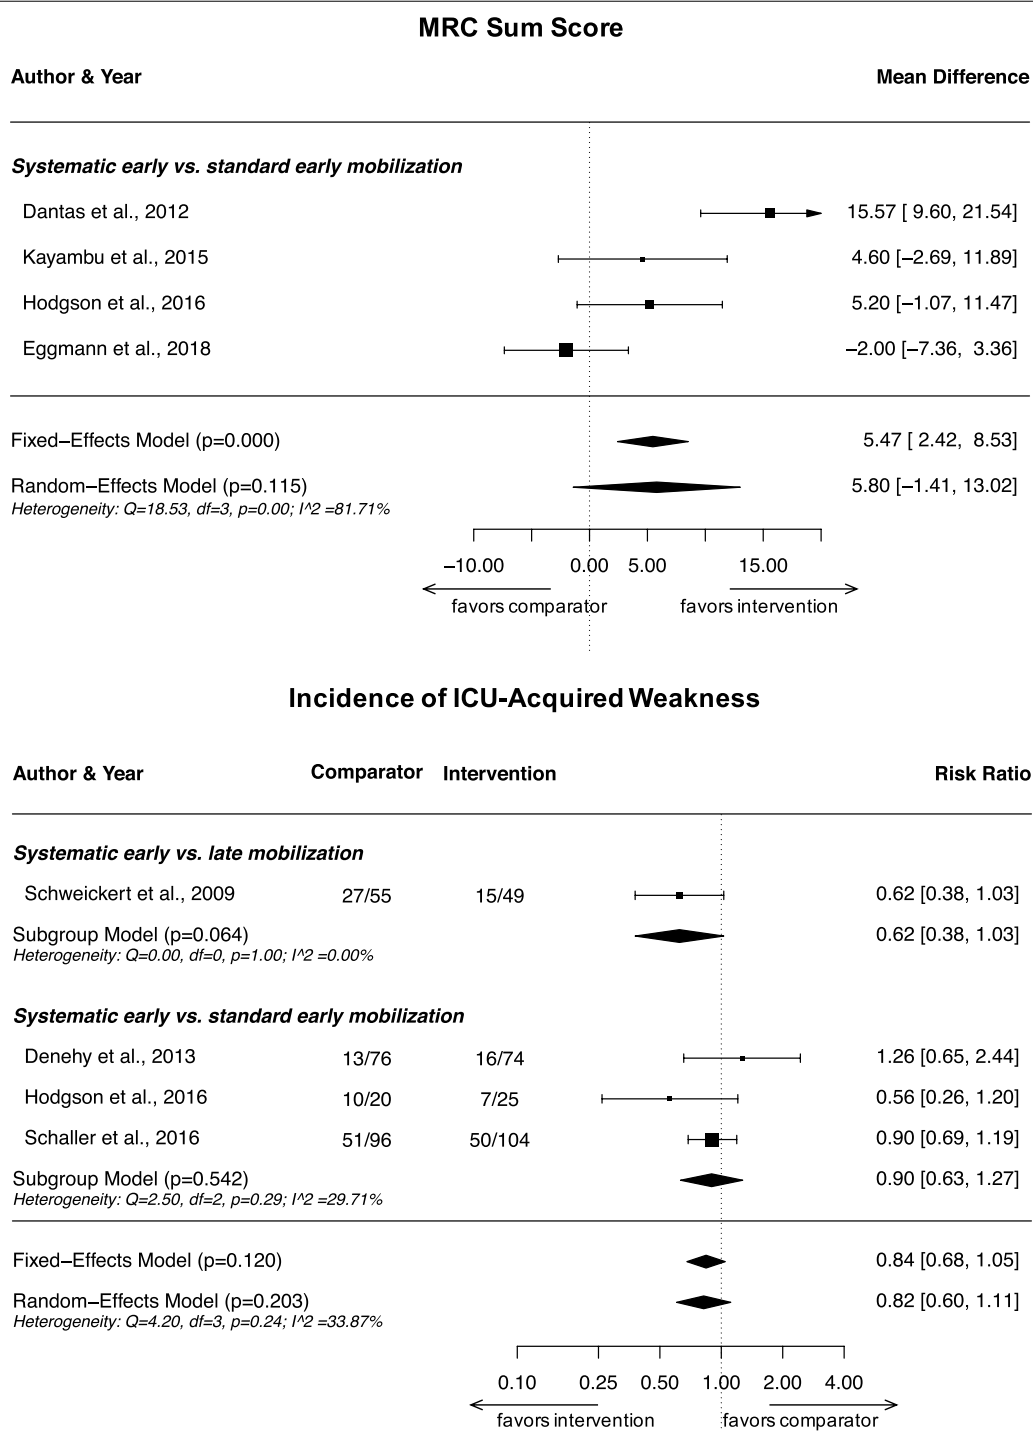 MRC Sum Score
Author & Year Mean Difference
Systematic early vs. standard early mobilization
Dantas et al., 2012 15.57 [ 9.60, 21.54]
Kayambu et al., 2015 4.60 [−2.69, 11.89]
Hodgson et al., 2016 5.20 [−1.07, 11.47]
Eggmann et al., 2018 −2.00 [−7.36, 3.36]
Fixed−Effects Model (p=0.000) 5.47 [ 2.42, 8.53]
Random−Effects Model (p=0.115) 5.80 [−1.41, 13.02]
Heterogeneity: Q=18.53, df=3, p=0.00; I^2 =81.71%
−10.00 0.00 5.00 15.00
favors comparator favors intervention
Incidence of ICU-Acquired Weakness
Author & Year Comparator Intervention Risk Ratio
Systematic early vs. late mobilization
Schweickert et al., 2009 27/55 15/49 0.62 [0.38, 1.03]
Subgroup Model (p=0.064) 0.62 [0.38, 1.03]
Heterogeneity: Q=0.00, df=0, p=1.00; I^2 =0.00%
Systematic early vs. standard early mobilization
Denehy et al., 2013 13/76 16/74 1.26 [0.65, 2.44]
Hodgson et al., 2016 10/20 7/25 0.56 [0.26, 1.20]
Schaller et al., 2016 51/96 50/104 0.90 [0.69, 1.19]
Subgroup Model (p=0.542) 0.90 [0.63, 1.27]
Heterogeneity: Q=2.50, df=2, p=0.29; I^2 =29.71%
Fixed−Effects Model (p=0.120) 0.84 [0.68, 1.05]
Random−Effects Model (p=0.203) 0.82 [0.60, 1.11]
Heterogeneity: Q=4.20, df=3, p=0.24; I^2 =33.87%
0.10 0.25 0.50 1.00 2.00 4.00
favors intervention favors comparator